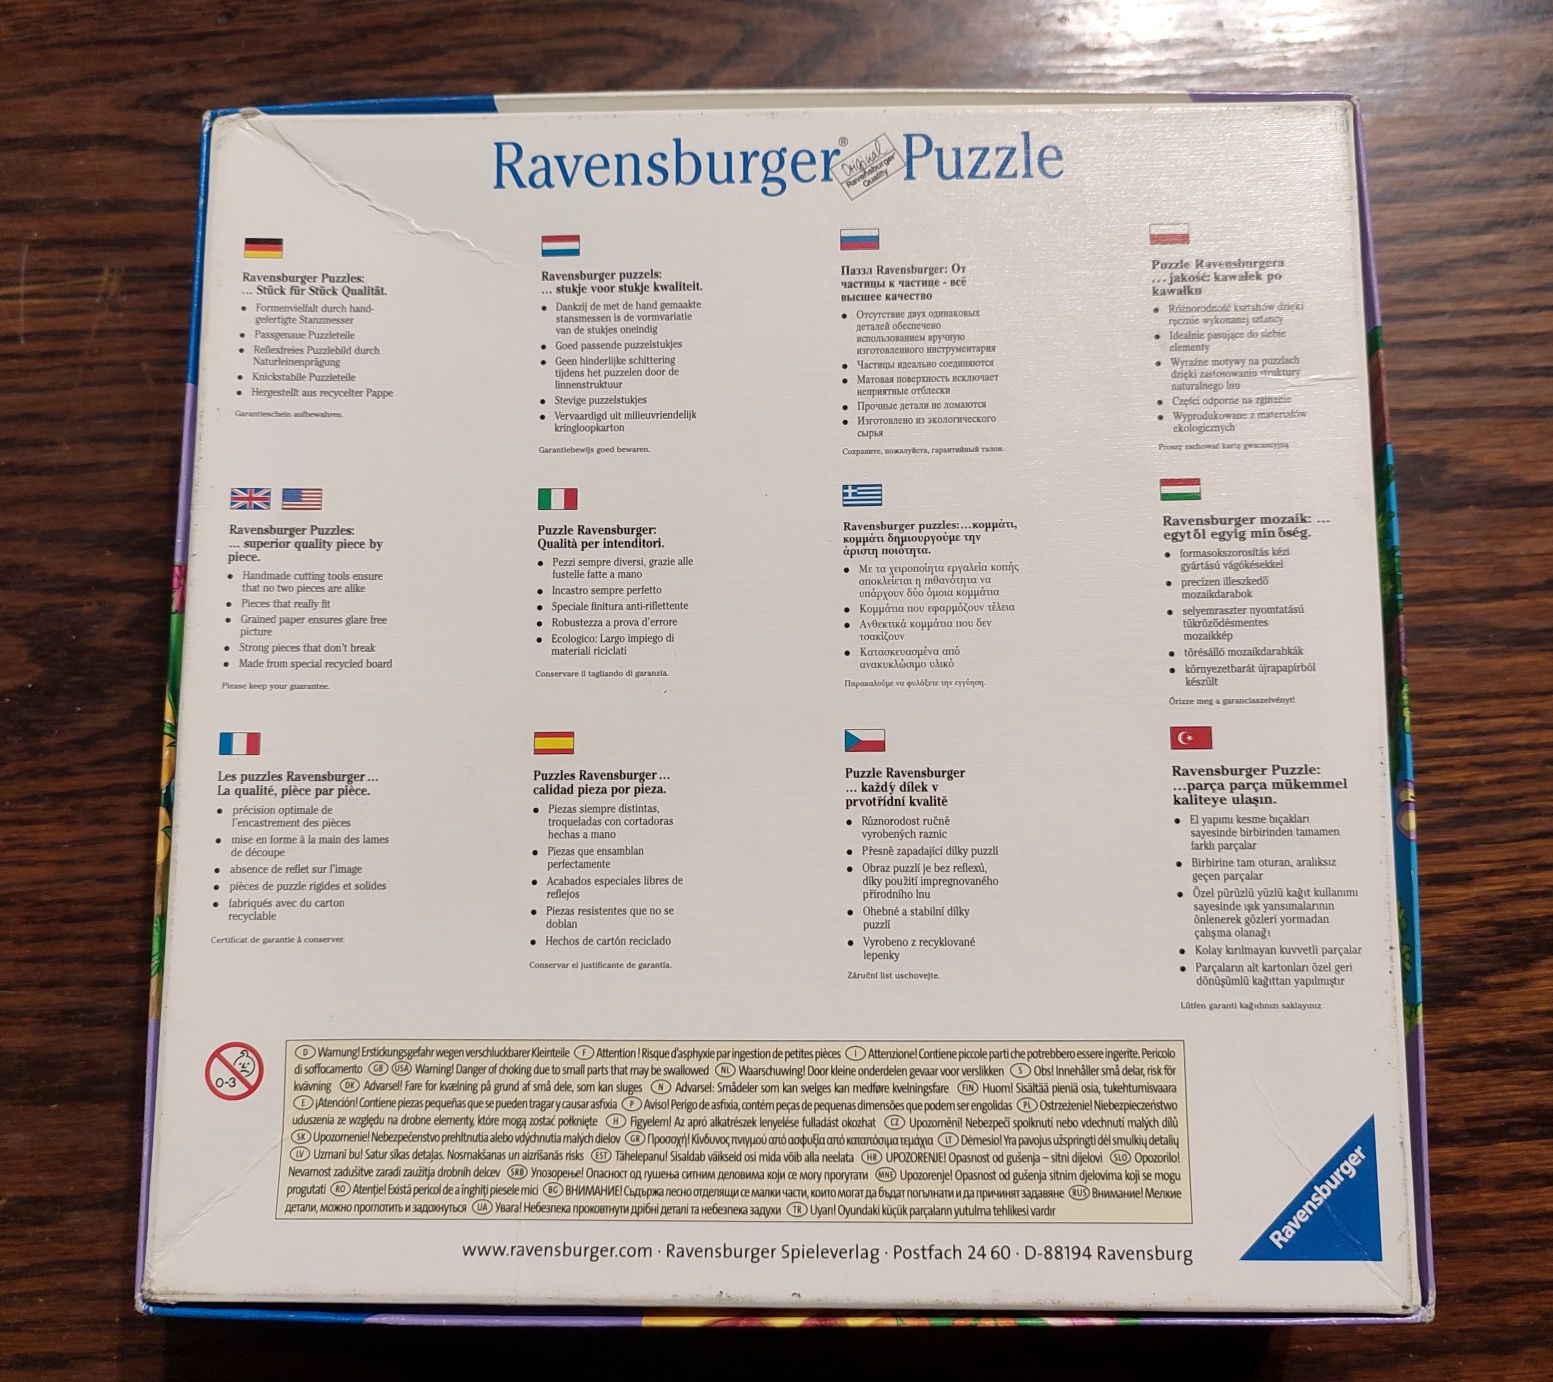 Ravensburger® Puzzle
Original
Ravensburger
Quality
Ravensburger Puzzles:
... Stück für Stück Qualität.
• Formenvielfalt durch hand-
gefertigte Stanzmesser
• Passgenaue Puzzleteile
• Reflexfreies Puzzlebild durch
Naturleinenprägung
• Knickstabile Puzzleteile
• Hergestellt aus recycelter Pappe
Garantieschein aufbewahren.
Ravensburger puzzels:
... stukje voor stukje kwaliteit.
• Dankzij de met de hand gemaakte
stansmessen is de vormvariatie
van de stukjes oneindig
• Goed passende puzzelstukjes
• Geen hinderlijke schittering
tijdens het puzzelen door de
linnenstruktuur
• Stevige puzzelstukjes
• Vervaardigd uit milieuvriendelijk
kringloopkarton
Garantiebewijs goed bewaren.
Паззл Ravensburger: От
частицы к частице - всё
высшее качество
• Отсутствие двух одинаковых
деталей обеспечено
использованием вручную
изготовленного инструментария
• Частицы идеально соединяются
• Матовая поверхность исключает
неприятные отблески
• Прочные детали не ломаются
• Изготовлено из экологического
сырья
Сохраните, пожалуйста, гарантийный талон.
Puzzle Ravensburgera
...jakość: kawałek po
kawałku
• Różnorodność kształtów dzięki
ręcznie wykonanej sztancy
• Idealnie pasujące do siebie
elementy
• Wyraźne motywy na puzzlach
dzięki zastosowaniu struktury
naturalnego lnu
• Części odporne na zginanie
• Wyprodukowane z materiałów
ekologicznych
Proszę zachować kartę gwarancyjną
Ravensburger Puzzles:
... superior quality piece by
piece.
• Handmade cutting tools ensure
that no two pieces are alike
• Pieces that really fit
• Grained paper ensures glare free
picture
• Strong pieces that don't break
• Made from special recycled board
Please keep your guarantee.
Puzzle Ravensburger:
Qualità per intenditori.
• Pezzi sempre diversi, grazie alle
fustelle fatte a mano
• Incastro sempre perfetto
• Speciale finitura anti-riflettente
• Robustezza a prova d'errore
• Ecologico: Largo impiego di
materiali riciclati
Conservare il tagliando di garanzia.
Ravensburger puzzles:...κομμάτι,
κομμάτι δημιουργούμε την
άριστη ποιότητα.
• Με τα χειροποίητα εργαλεία κοπής
αποκλείεται η πιθανότητα να
υπάρχουν δύο όμοια κομμάτια
• Κομμάτια που εφαρμόζουν τέλεια
• Ανθεκτικά κομμάτια που δεν
τσακίζουν
• Κατασκευασμένα από
ανακυκλώσιμο υλικό
Παρακαλούμε να φυλάξετε την εγγύηση.
Ravensburger mozaik: ...
egytől egyig minőség.
• formasokszorosítás kézi
gyártású vágókésekkel
• precízen illeszkedő
mozaikdarabok
• selyemraszter nyomtatású
tükröződésmentes
mozaikkép
• törésálló mozaikdarabkák
• környezetbarát újrapapírból
készült
Őrizze meg a garanciaszelvényt!
Les puzzles Ravensburger...
La qualité, pièce par pièce.
• précision optimale de
l'encastrement des pièces
• mise en forme à la main des lames
de découpe
• absence de reflet sur l'image
• pièces de puzzle rigides et solides
• fabriqués avec du carton
recyclable
Certificat de garantie à conserver.
Puzzles Ravensburger...
calidad pieza por pieza.
• Piezas siempre distintas,
troqueladas con cortadoras
hechas a mano
• Piezas que ensamblan
perfectamente
• Acabados especiales libres de
reflejos
• Piezas resistentes que no se
doblan
• Hechos de cartón reciclado
Conservar el justificante de garantía.
Puzzle Ravensburger
... každý dílek v
prvotřídní kvalitě
• Různorodost ručně
vyrobených raznic
• Přesně zapadající dílky puzzlí
• Obraz puzzlí je bez reflexů,
díky použití impregnovaného
přírodního lnu
• Ohebné a stabilní dílky
puzzlí
• Vyrobeno z recyklované
lepenky
Záruční list uschovejte.
Ravensburger Puzzle:
...parça parça mükemmel
kaliteye ulaşın.
• El yapımı kesme bıçakları
sayesinde birbirinden tamamen
farklı parçalar
• Birbirine tam oturan, aralıksız
geçen parçalar
• Özel pürüzlü yüzlü kağıt kullanımı
sayesinde ışık yansımalarının
önlenerek gözleri yormadan
çalışma olanağı
• Kolay kırılmayan kuvvetli parçalar
• Parçaların alt kartonları özel geri
dönüşümlü kağıttan yapılmıştır
Lütfen garanti kağıdınızı saklayınız
0-3
D Warnung! Erstickungsgefahr wegen verschluckbarer Kleinteile F Attention ! Risque d'asphyxie par ingestion de petites pièces I Attenzione! Contiene piccole parti che potrebbero essere ingerite. Pericolo
di soffocamento GB USA Warning! Danger of choking due to small parts that may be swallowed NL Waarschuwing! Door kleine onderdelen gevaar voor verslikken S Obs! Innehåller små delar, risk för
kvävning DK Advarsel! Fare for kvælning på grund af små dele, som kan sluges N Advarsel: Smådeler som kan svelges kan medføre kvelningsfare FIN Huom! Sisältää pieniä osia, tukehtumisvaara
E ¡Atención! Contiene piezas pequeñas que se pueden tragar y causar asfixia P Aviso! Perigo de asfixia, contém peças de pequenas dimensões que podem ser engolidas PL Ostrzeżenie! Niebezpieczeństwo
uduszenia ze względu na drobne elementy, które mogą zostać połknięte H Figyelem! Az apró alkatrészek lenyelése fulladást okozhat CZ Upozornění! Nebezpečí spolknutí nebo vdechnutí malých dílů
SK Upozornenie! Nebezpečenstvo prehltnutia alebo vdýchnutia malých dielov GR Προσοχή! Κίνδυνος πνιγμού από ασφυξία από καταπόσιμα τεμάχια LT Dėmesio! Yra pavojus užspringti dėl smulkių detalių
LV Uzmanību! Satur sīkas detaļas. Nosmakšanas un aizrīšanās risks EST Tähelepanu! Sisaldab väikseid osi mida võib alla neelata HR UPOZORENJE! Opasnost od gušenja – sitni dijelovi SLO Opozorilo!
Nevarnost zadušitve zaradi zaužitja drobnih delcev SRB Упозорење! Опасност од гушења ситним деловима који се могу прогутати MNE Upozorenje! Opasnost od gušenja sitnim djelovima koji se mogu
progutati RO Atenţie! Există pericol de a înghiţi piesele mici BG ВНИМАНИЕ! Съдържа лесно отделящи се малки части, които могат да бъдат погълнати и да причинят задавяне RUS Внимание! Мелкие
детали, можно проглотить и задохнуться UA Увага! Небезпека проковтнути дрібні деталі та небезпека задухи TR Uyarı! Oyundaki küçük parçaların yutulma tehlikesi vardır
www.ravensburger.com · Ravensburger Spieleverlag · Postfach 24 60 · D-88194 Ravensburg
Ravensburger